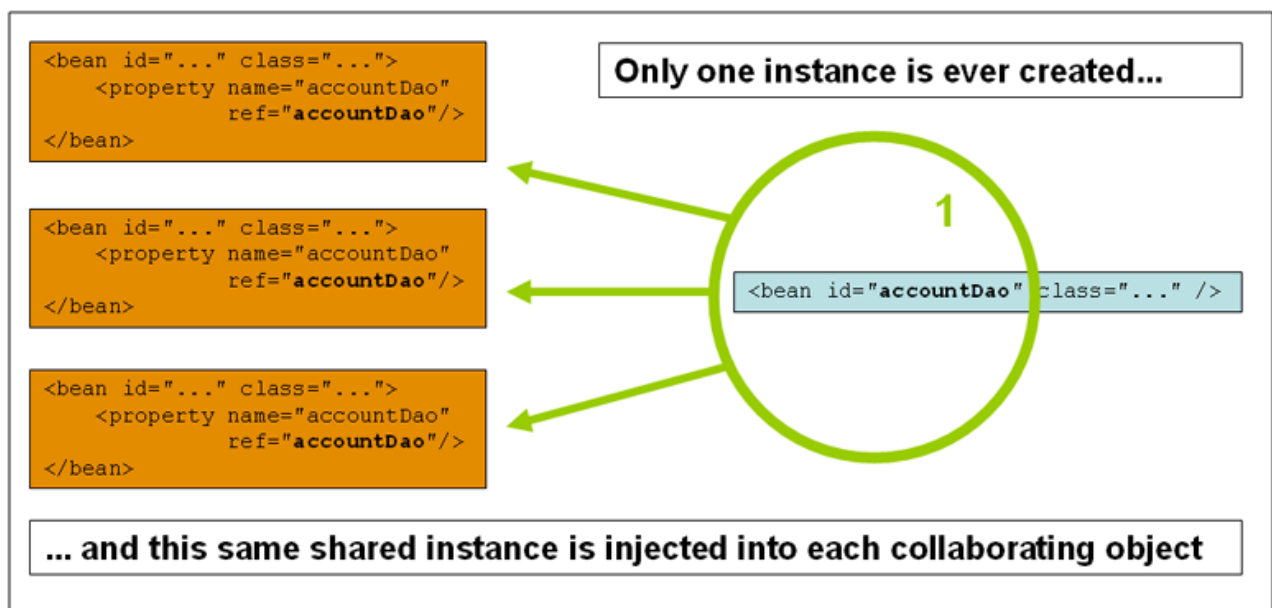 <bean id="..." class="...">
    <property name="accountDao"
              ref="accountDao"/>
</bean>
Only one instance is ever created...
1
<bean id="..." class="...">
    <property name="accountDao"
              ref="accountDao"/>
</bean>
<bean id="accountDao" class="..." />
<bean id="..." class="...">
    <property name="accountDao"
              ref="accountDao"/>
</bean>
... and this same shared instance is injected into each collaborating object